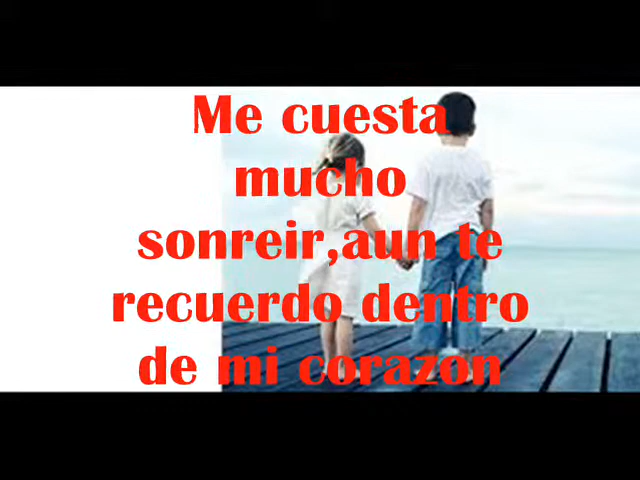 Me cuesta
mucho
sonreir,aun te
recuerdo dentro
de mi corazon